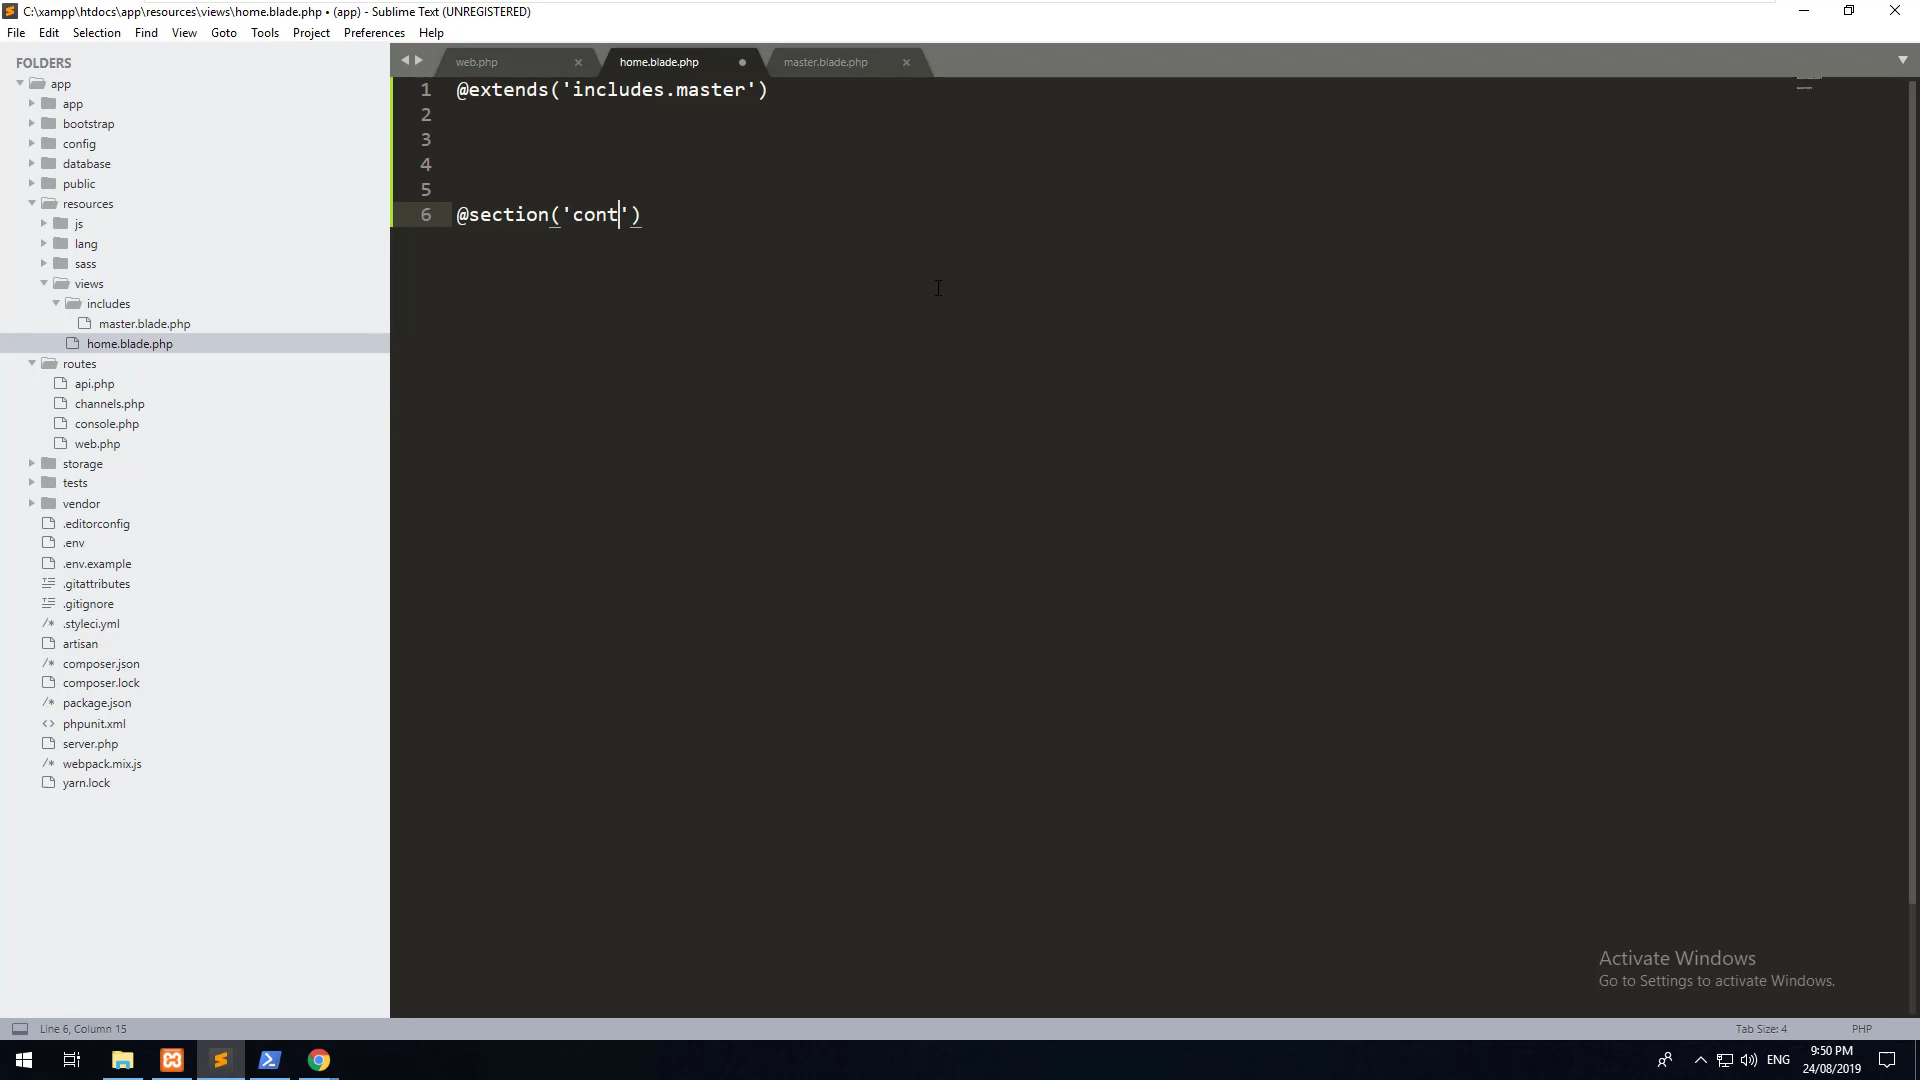 C:\xampp\htdocs\app\resources\views\home.blade.php • (app) - Sublime Text (UNREGISTERED)
File Edit Selection Find View Goto Tools Project Preferences Help
FOLDERS
app
app
bootstrap
config
database
public
resources
js
lang
sass
views
includes
master.blade.php
home.blade.php
routes
api.php
channels.php
console.php
web.php
storage
tests
vendor
.editorconfig
.env
.env.example
.gitattributes
.gitignore
/* .styleci.yml
artisan
/* composer.json
composer.lock
/* package.json
<> phpunit.xml
server.php
/* webpack.mix.js
yarn.lock
web.php home.blade.php master.blade.php
1 @extends('includes.master')
2
3
4
5
6 @section('cont')
Activate Windows
Go to Settings to activate Windows.
Line 6, Column 15 Tab Size: 4 PHP
ENG 9:50 PM
24/08/2019